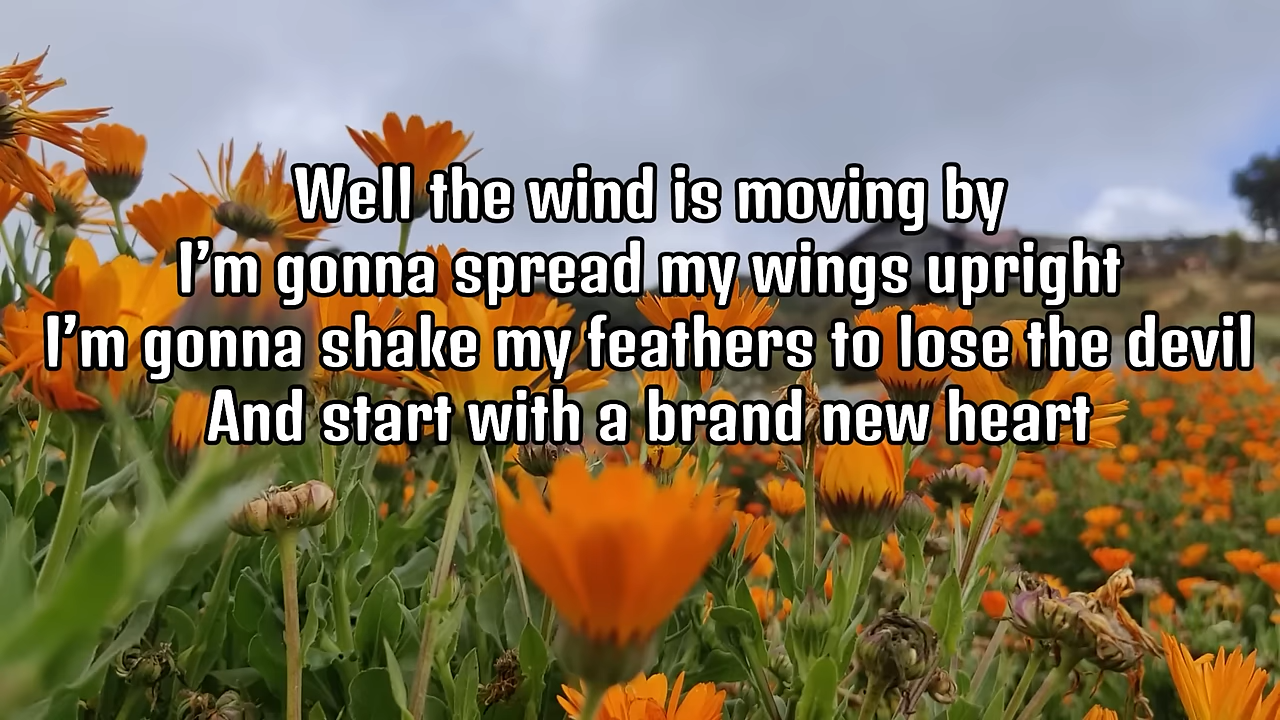 Well the wind is moving by
I’m gonna spread my wings upright
I’m gonna shake my feathers to lose the devil
And start with a brand new heart